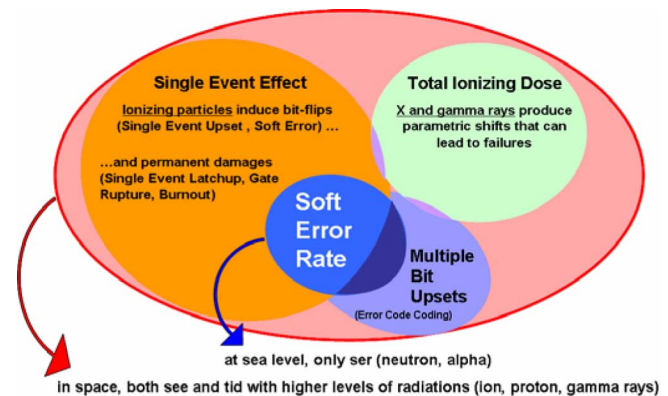 Single Event Effect
Ionizing particles induce bit-flips
(Single Event Upset , Soft Error) ...
...and permanent damages
(Single Event Latchup, Gate
Rupture, Burnout)
Total Ionizing Dose
X and gamma rays produce
parametric shifts that can
lead to failures
Soft
Error
Rate
Multiple
Bit
Upsets
(Error Code Coding)
at sea level, only ser (neutron, alpha)
in space, both see and tid with higher levels of radiations (ion, proton, gamma rays)